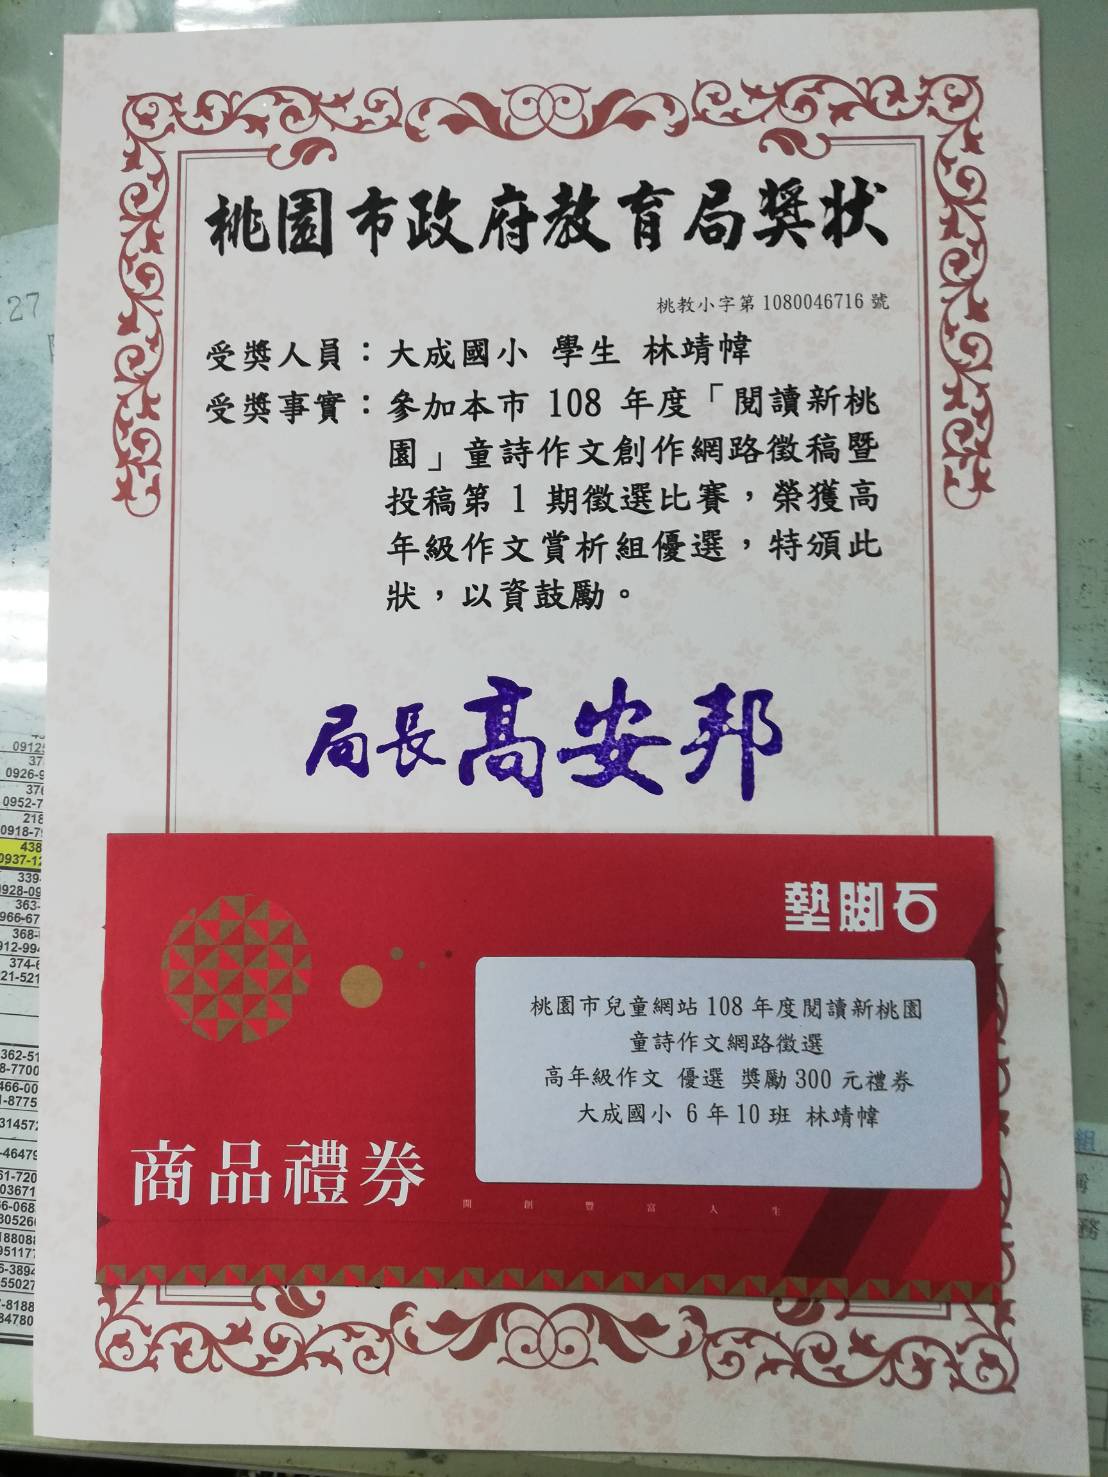 桃園市政府教育局獎狀
桃教小字第 1080046716 號
受獎人員：大成國小 學生 林靖幃
受獎事實：參加本市 108 年度「閱讀新桃
園」童詩作文創作網路徵稿暨
投稿第 1 期徵選比賽，榮獲高
年級作文賞析組優選，特頒此
狀，以資鼓勵。
局長高安邦
墊腳石
桃園市兒童網站 108 年度閱讀新桃園
童詩作文網路徵選
高年級作文 優選 獎勵 300 元禮券
大成國小 6 年 10 班 林靖幃
商品禮券
開創豐富人生
27